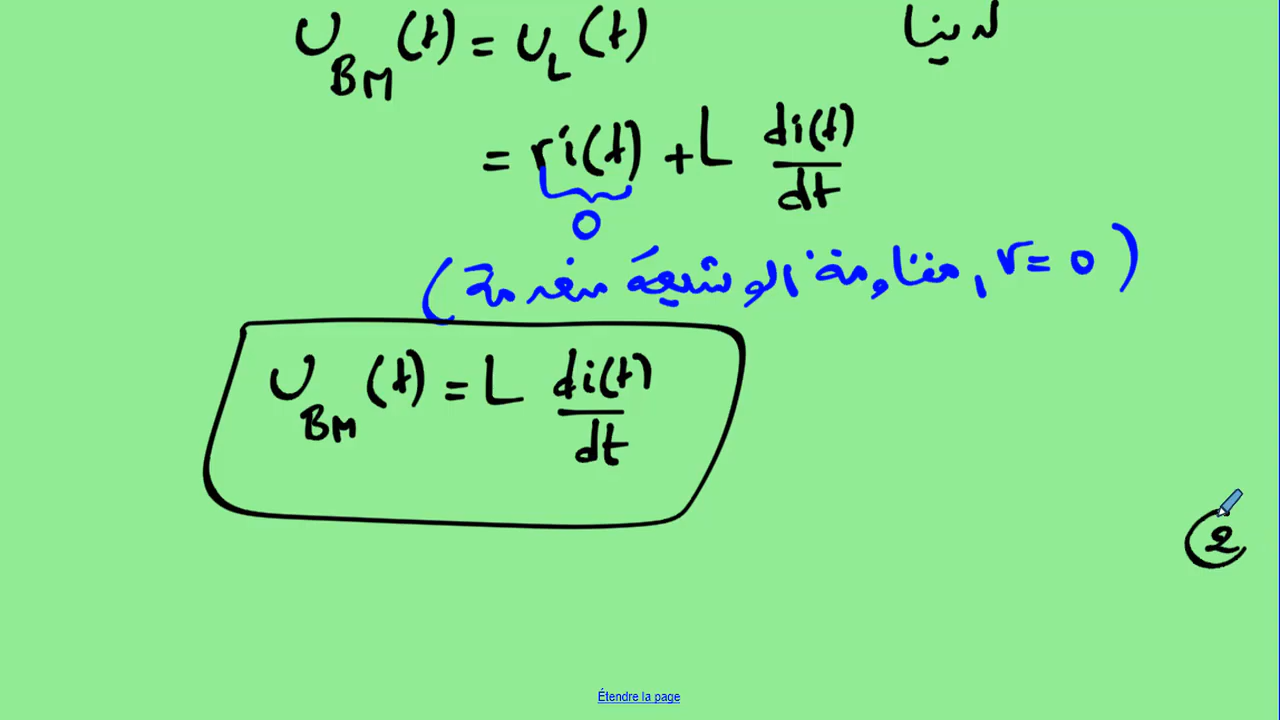 لدينا U_BM(t) = U_L(t)
= ri(t) + L di(t)/dt
0
(r = 0 , مقاومة الوشيعة منعدمة)
U_BM(t) = L di(t)/dt
2
Étendre la page